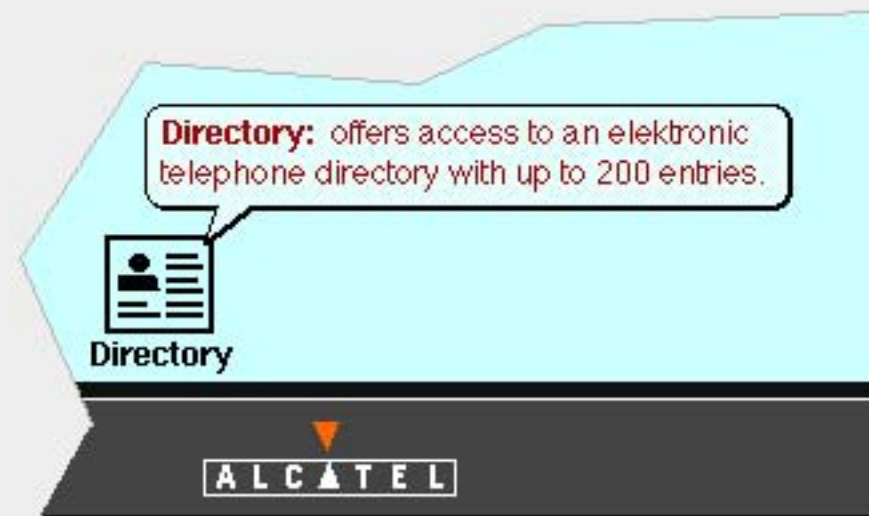 Directory: offers access to an elektronic
telephone directory with up to 200 entries.
Directory
ALCATEL